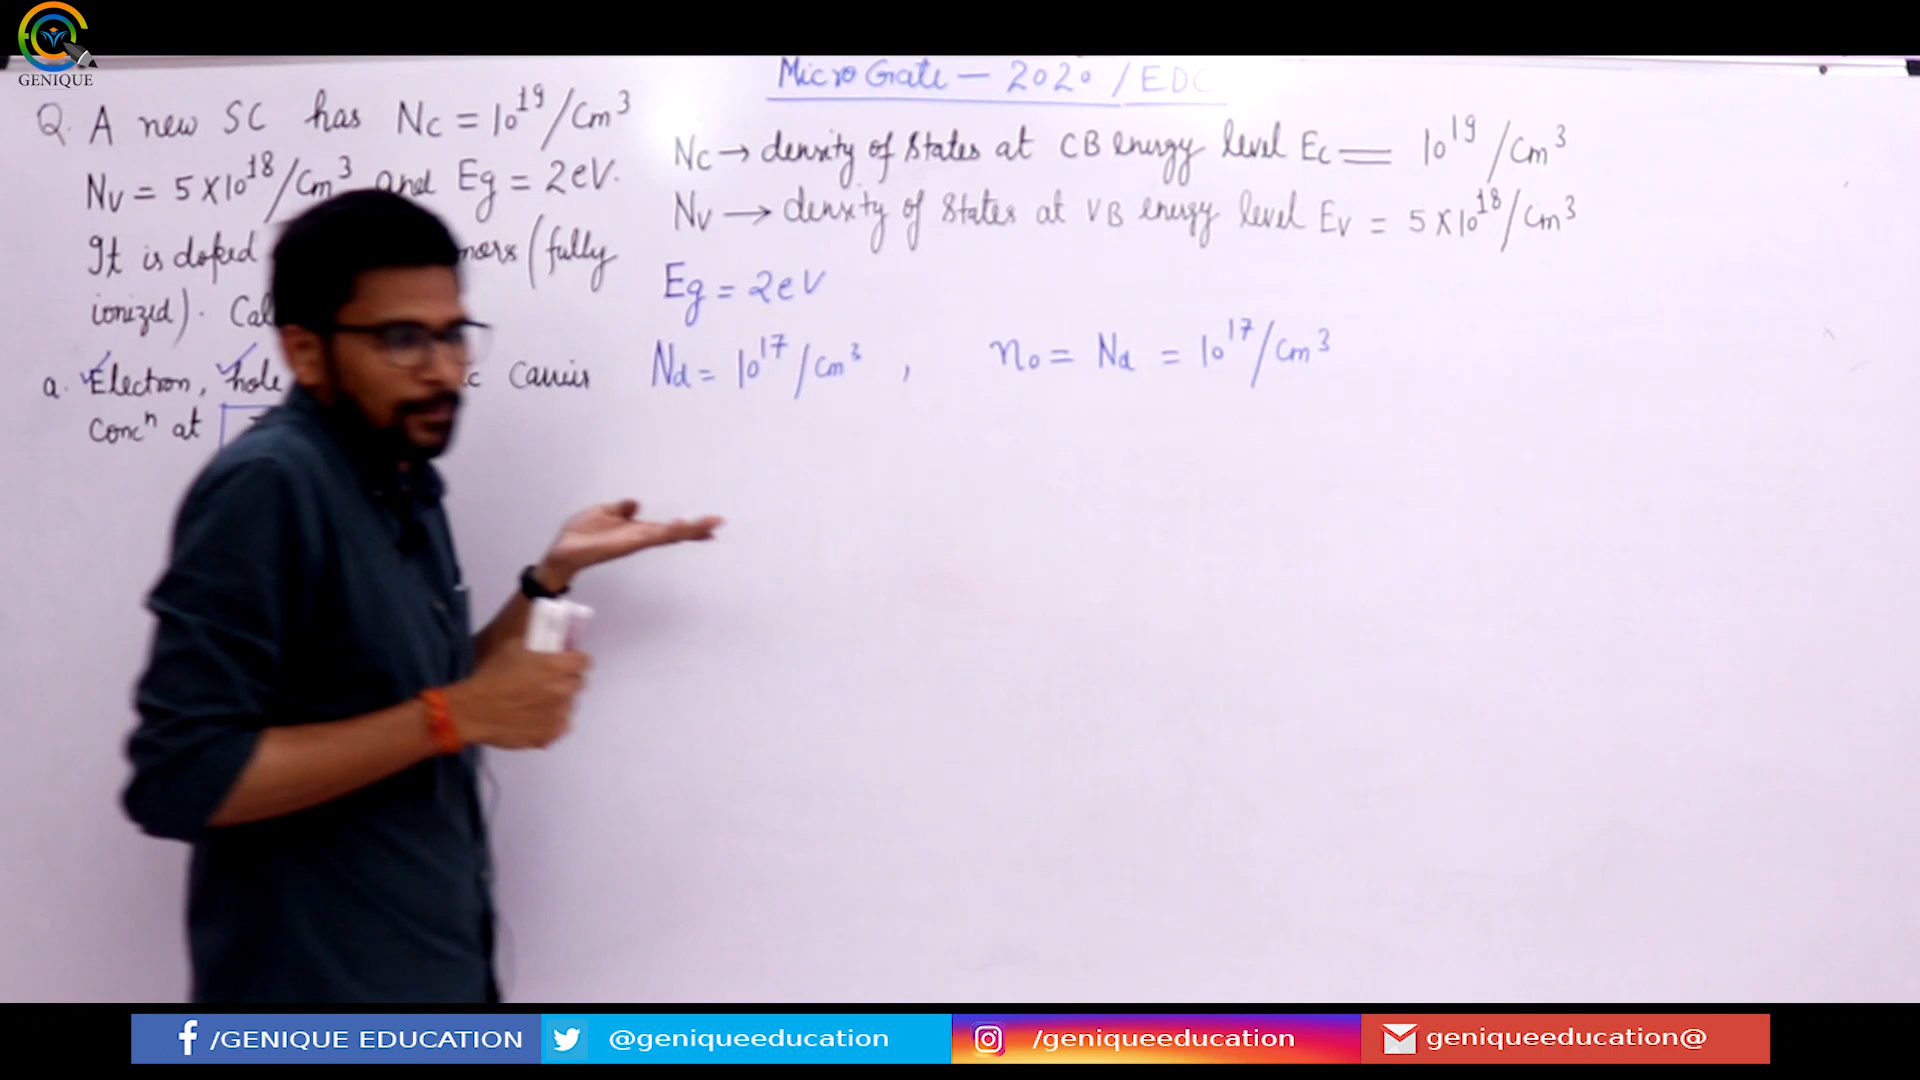 GENIQUE
Micro Gate - 2020 / EDC
Q. A new SC has Nc = 10^19/Cm^3
Nv = 5 X 10^18/Cm^3 and Eg = 2eV.
It is doped (fully
ionized).
a. Electron, hole Carrier
Conc^n at
Nc → density of States at CB energy level Ec = 10^19 /Cm^3
Nv → density of States at VB energy level Ev = 5 X 10^18/Cm^3
Eg = 2eV
Nd = 10^17/Cm^3 , no = Nd = 10^17/Cm^3
/GENIQUE EDUCATION
@geniqueeducation
/geniqueeducation
geniqueeducation@